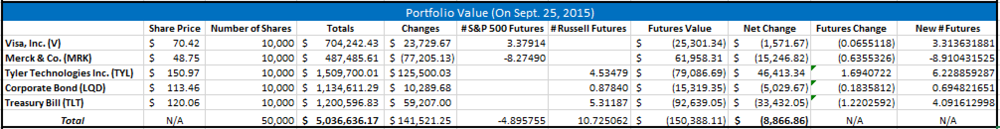 Portfolio Value (On Sept. 25, 2015)
Share Price Number of Shares Totals Changes #S&P 500 Futures #Russell Futures Futures Value Net Change Futures Change New #Futures
Visa, Inc. (V) $ 70.42 10,000 $ 704,242.43 $ 23,729.67 3.37914 $ (25,301.34) $ (1,571.67) (0.0655118) 3.313631881
Merck & Co. (MRK) $ 48.75 10,000 $ 487,485.61 $ (77,205.13) -8.27490 $ 61,958.31 $ (15,246.82) (0.6355326) -8.910431525
Tyler Technologies Inc. (TYL) $ 150.97 10,000 $ 1,509,700.01 $ 125,500.03 4.53479 $ (79,086.69) $ 46,413.34 1.6940722 6.228859287
Corporate Bond (LQD) $ 113.46 10,000 $ 1,134,611.29 $ 10,289.68 0.87840 $ (15,319.35) $ (5,029.67) (0.1835812) 0.694821651
Treasury Bill (TLT) $ 120.06 10,000 $ 1,200,596.83 $ 59,207.00 5.31187 $ (92,639.05) $ (33,432.05) (1.2202592) 4.091612998
Total N/A 50,000 $ 5,036,636.17 $ 141,521.25 -4.895755 10.725062 $ (150,388.11) $ (8,866.86) N/A N/A